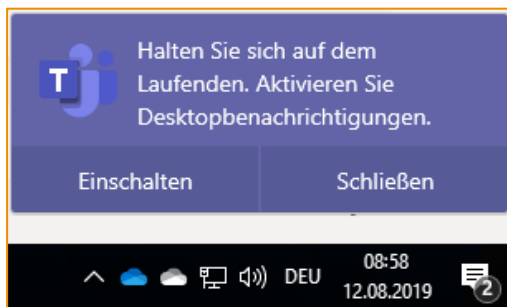 Halten Sie sich auf dem
Laufenden. Aktivieren Sie
Desktopbenachrichtigungen.
Einschalten Schließen
DEU 08:58
12.08.2019
2